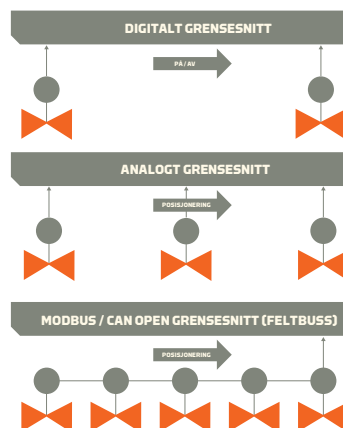 DIGITALT GRENSESNITT
PÅ / AV
ANALOGT GRENSESNITT
POSISJONERING
MODBUS / CAN OPEN GRENSESNITT (FELTBUSS)
POSISJONERING